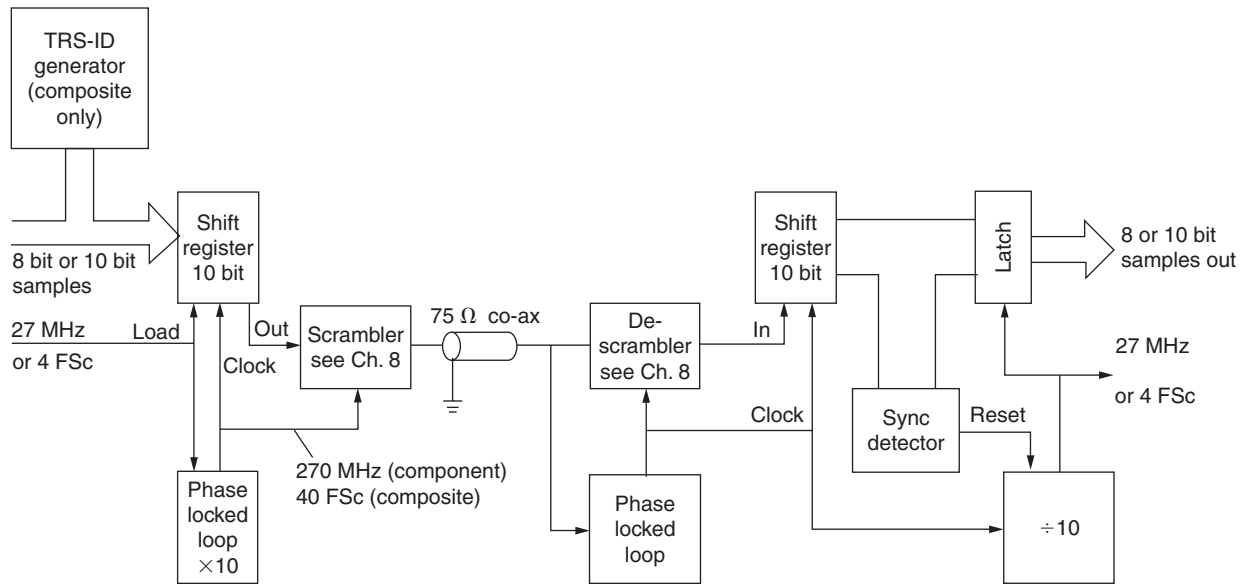 TRS-ID
generator
(composite
only)
8 bit or 10 bit
samples
27 MHz
or 4 FSc
Load
Shift
register
10 bit
Out
Clock
Scrambler
see Ch. 8
270 MHz (component)
40 FSc (composite)
Phase
locked
loop
×10
75 Ω co-ax
De-
scrambler
see Ch. 8
Phase
locked
loop
In
Clock
Shift
register
10 bit
Sync
detector
Reset
Latch
8 or 10 bit
samples out
27 MHz
or 4 FSc
÷10